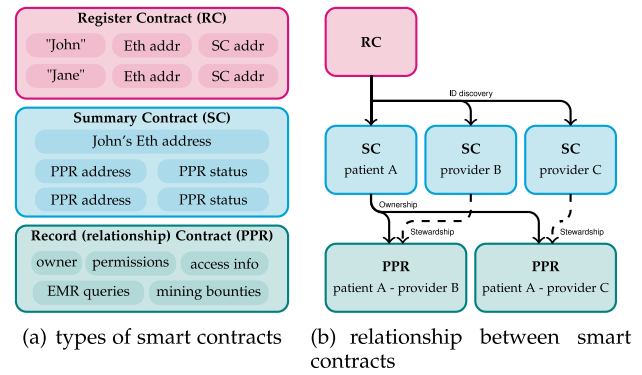 Register Contract (RC)
"John" Eth addr SC addr
"Jane" Eth addr SC addr
Summary Contract (SC)
John's Eth address
PPR address PPR status
PPR address PPR status
Record (relationship) Contract (PPR)
owner permissions access info
EMR queries mining bounties
(a) types of smart contracts
RC
ID discovery
SC SC SC
patient A provider B provider C
Ownership
Stewardship Stewardship
PPR PPR
patient A - provider B patient A - provider C
(b) relationship between smart
contracts